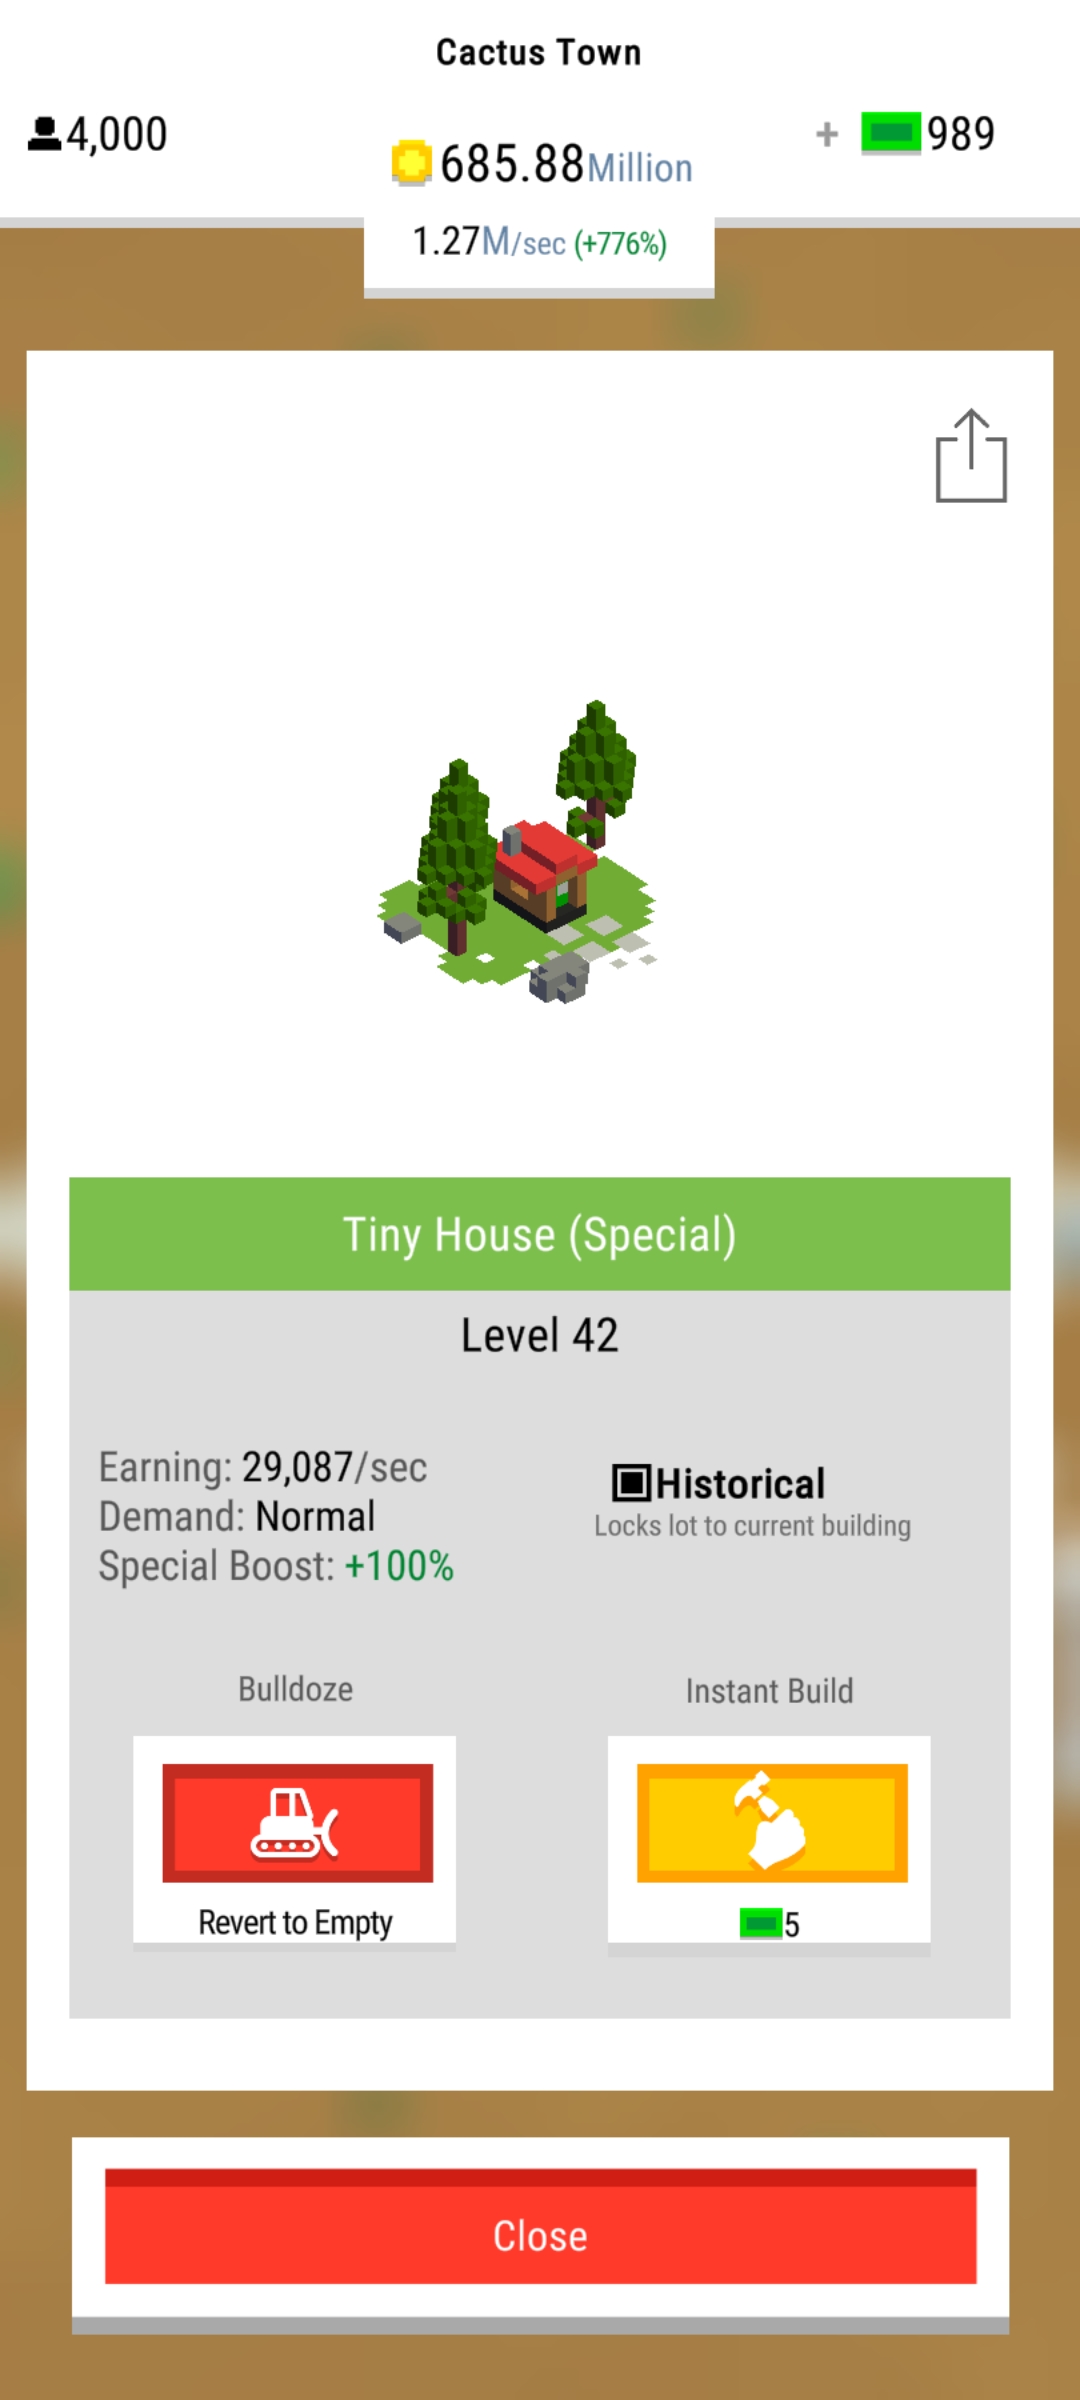 Cactus Town
4,000
685.88Million
+ 989
1.27M/sec (+776%)
Tiny House (Special)
Level 42
Earning: 29,087/sec
Demand: Normal
Special Boost: +100%
Historical
Locks lot to current building
Bulldoze
Revert to Empty
Instant Build
5
Close